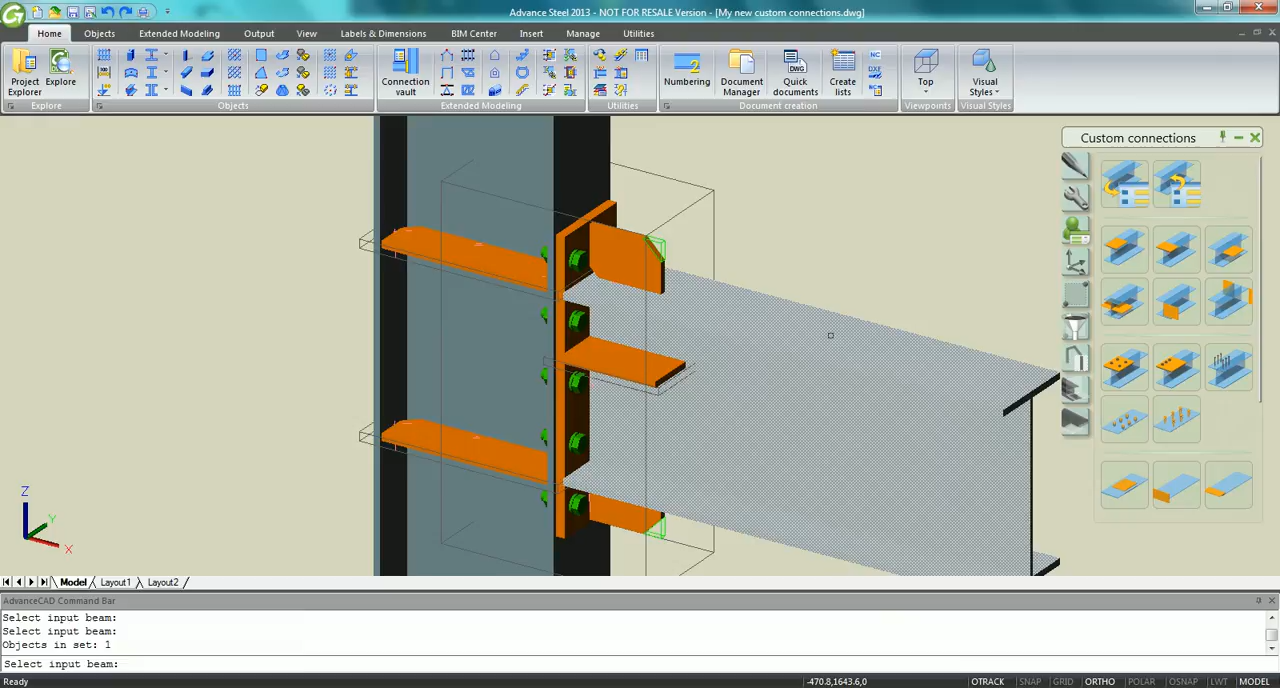 Advance Steel 2013 - NOT FOR RESALE Version - [My new custom connections.dwg]
Home
Objects
Extended Modeling
Output
View
Labels & Dimensions
BIM Center
Insert
Manage
Utilities
Project Explorer
Explore
Connection vault
Numbering
Document Manager
Quick documents
Create lists
NC
DXF
Top
Visual Styles
DWG
Explore
Objects
Extended Modeling
Utilities
Document creation
Viewpoints
Visual Styles
Custom connections
Z
Y
X
Model
Layout1
Layout2
AdvanceCAD Command Bar
Select input beam:
Select input beam:
Objects in set: 1
Select input beam:
Ready
-470.8,1643.6,0
OTRACK
SNAP
GRID
ORTHO
POLAR
OSNAP
LWT
MODEL